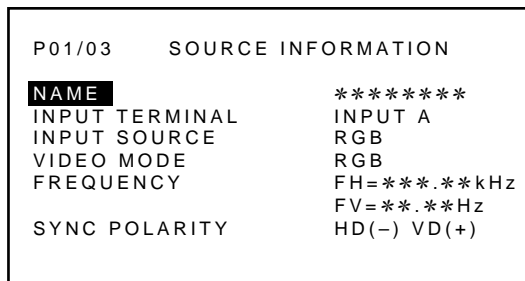 P01/03 SOURCE INFORMATION
NAME ********
INPUT TERMINAL INPUT A
INPUT SOURCE RGB
VIDEO MODE RGB
FREQUENCY FH=***.**kHz
FV=**.**Hz
SYNC POLARITY HD(–) VD(+)